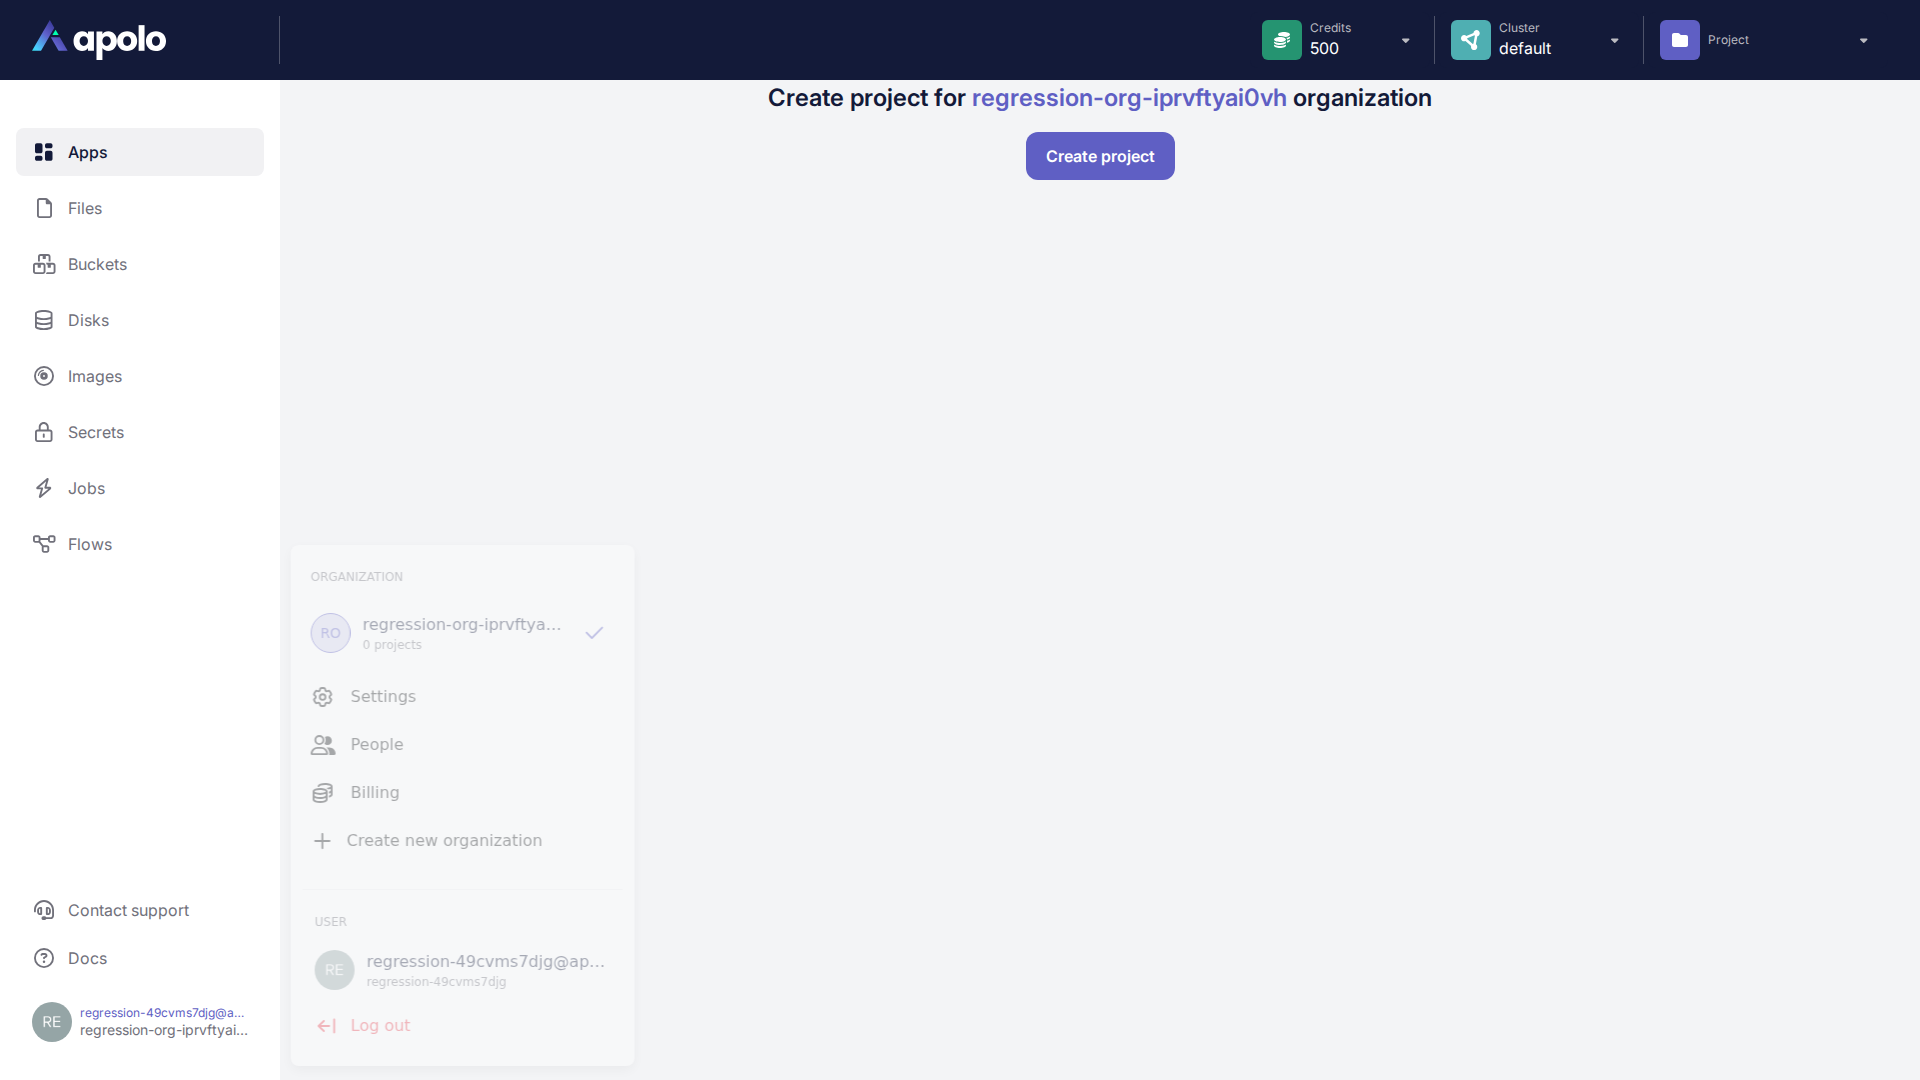 apolo
Credits
500
Cluster
default
Project
Create project for regression-org-iprvftyai0vh organization
Create project
Apps
Files
Buckets
Disks
Images
Secrets
Jobs
Flows
ORGANIZATION
RO
regression-org-iprvftya...
0 projects
Settings
People
Billing
Create new organization
USER
RE
regression-49cvms7djg@ap...
regression-49cvms7djg
Log out
Contact support
Docs
RE
regression-49cvms7djg@a...
regression-org-iprvftyai...